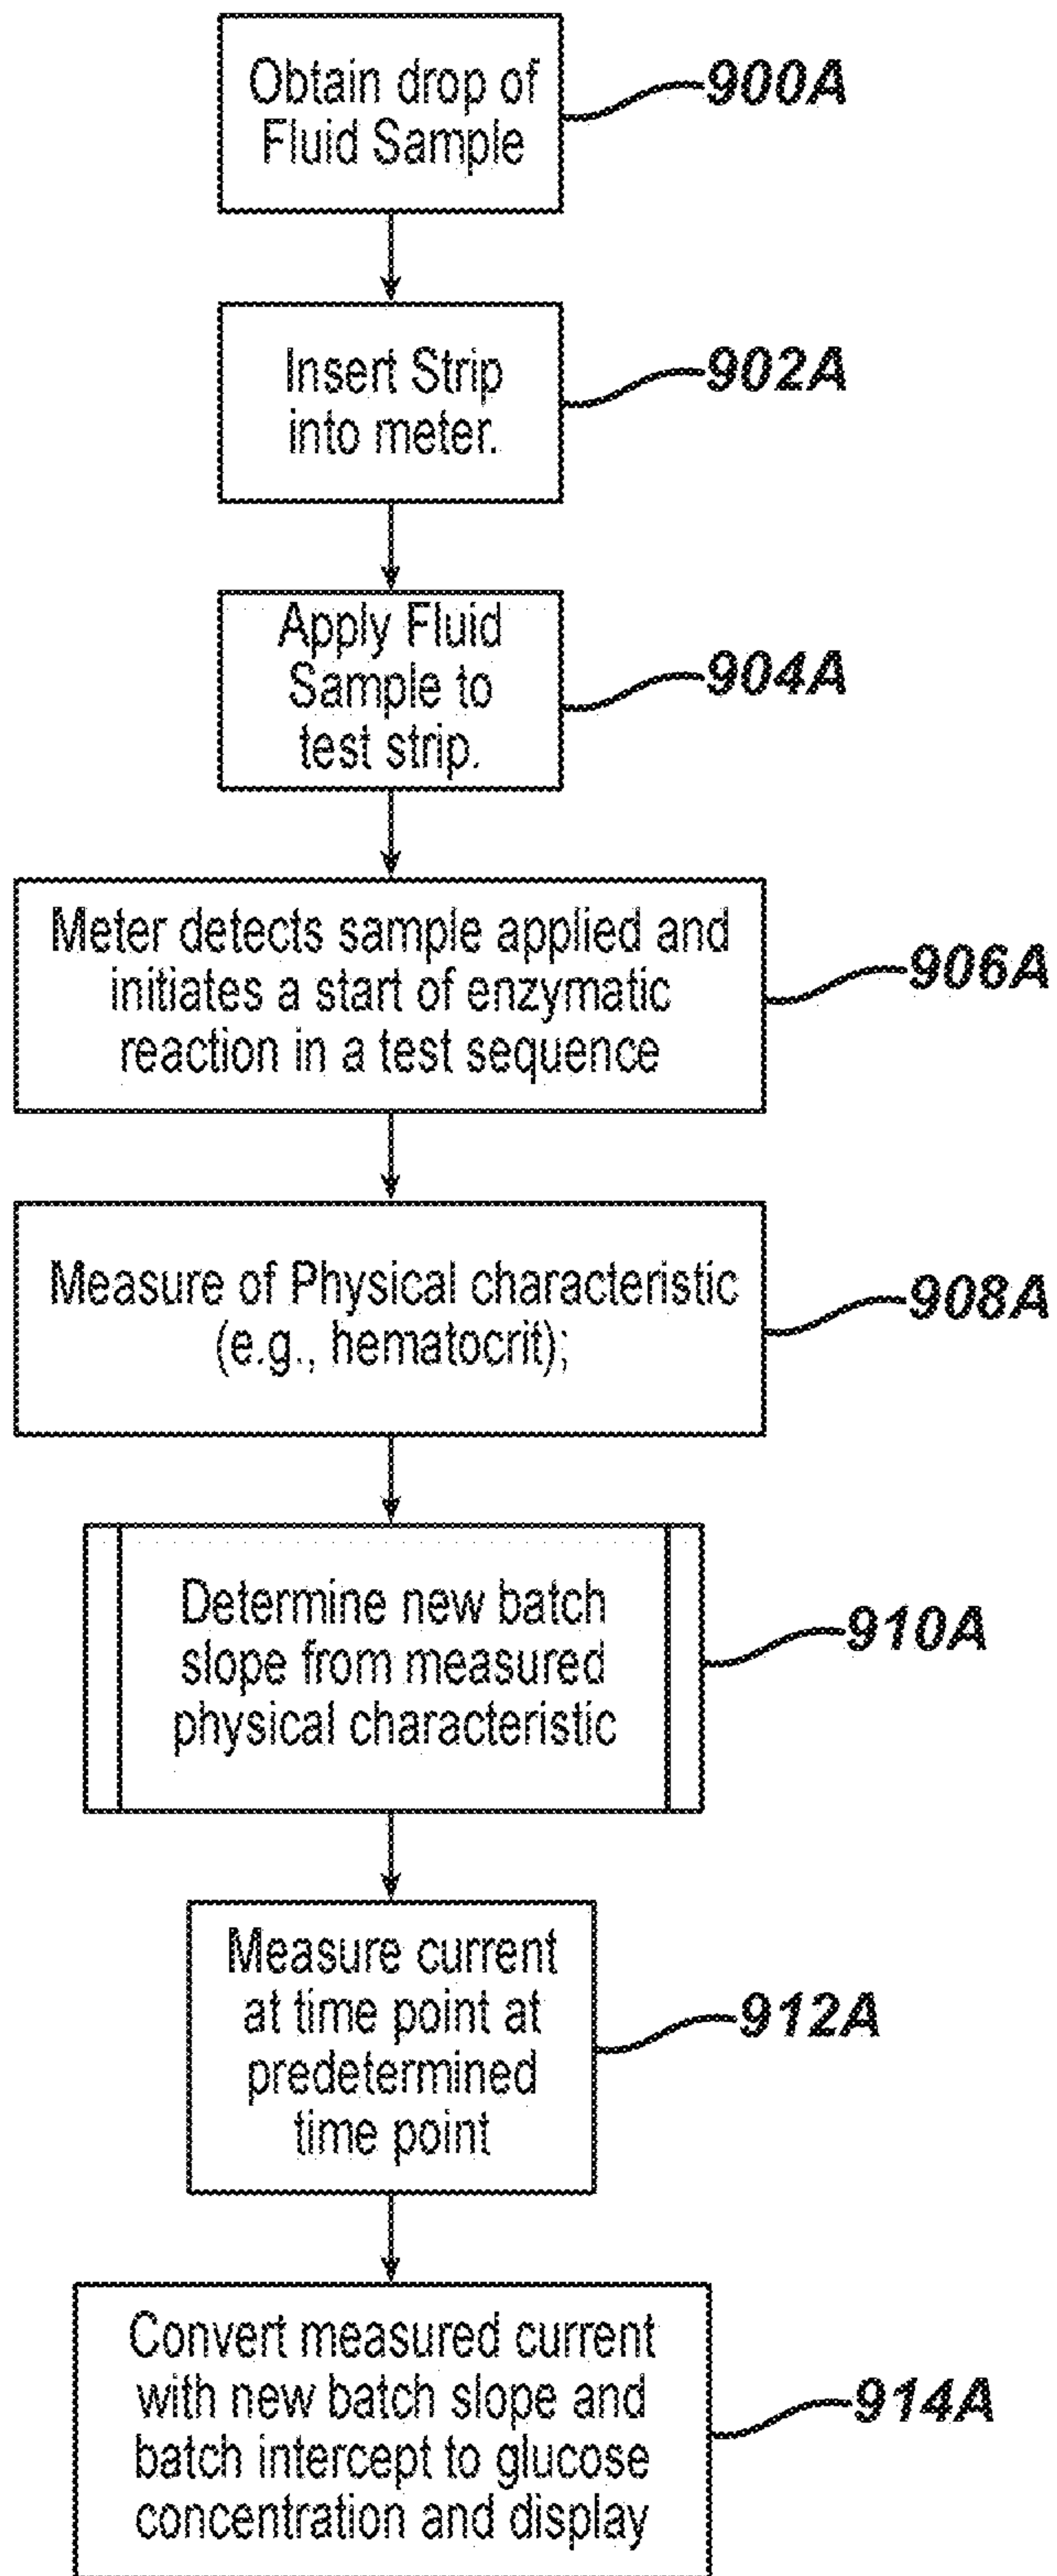 Obtain drop of
Fluid Sample
900A
Insert Strip
into meter.
902A
Apply Fluid
Sample to
test strip.
904A
Meter detects sample applied and
initiates a start of enzymatic
reaction in a test sequence
906A
Measure of Physical characteristic
(e.g., hematocrit);
908A
Determine new batch
slope from measured
physical characteristic
910A
Measure current
at time point at
predetermined
time point
912A
Convert measured current
with new batch slope and
batch intercept to glucose
concentration and display
914A